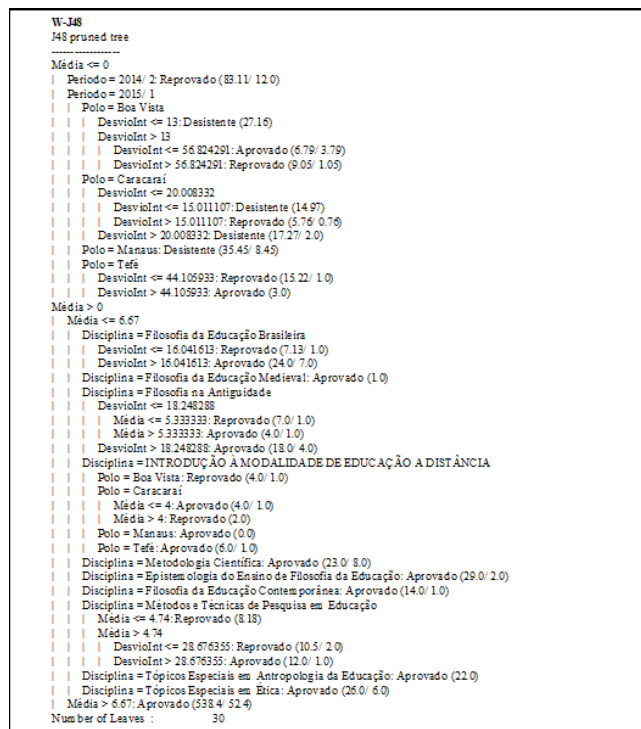 W-J48
J48 pruned tree
------------------
Média <= 0
| Periodo = 2014/ 2: Reprovado (83.11/ 12.0)
| Periodo = 2015/ 1
| | Polo = Boa Vista
| | | DesvioInt <= 13: Desistente (27.16)
| | | DesvioInt > 13
| | | | DesvioInt <= 56.824291: Aprovado (6.79/ 3.79)
| | | | DesvioInt > 56.824291: Reprovado (9.05/ 1.05)
| | Polo = Caracaraí
| | | DesvioInt <= 20.008332
| | | | DesvioInt <= 15.011107: Desistente (14.97)
| | | | DesvioInt > 15.011107: Reprovado (5.76/ 0.76)
| | | DesvioInt > 20.008332: Desistente (17.27/ 2.0)
| | Polo = Manaus: Desistente (35.45/ 8.45)
| | Polo = Tefé
| | | DesvioInt <= 44.105933: Reprovado (15.22/ 1.0)
| | | DesvioInt > 44.105933: Aprovado (3.0)
Média > 0
| Média <= 6.67
| | Disciplina = Filosofia da Educação Brasileira
| | | DesvioInt <= 16.041613: Reprovado (7.13/ 1.0)
| | | DesvioInt > 16.041613: Aprovado (24.0/ 7.0)
| | Disciplina = Filosofia da Educação Medieval: Aprovado (1.0)
| | Disciplina = Filosofia na Antiguidade
| | | DesvioInt <= 18.248288
| | | | Média <= 5.333333: Reprovado (7.0/ 1.0)
| | | | Média > 5.333333: Aprovado (4.0/ 1.0)
| | | DesvioInt > 18.248288: Aprovado (18.0/ 4.0)
| | Disciplina = INTRODUÇÃO À MODALIDADE DE EDUCAÇÃO A DISTÂNCIA
| | | Polo = Boa Vista: Reprovado (4.0/ 1.0)
| | | Polo = Caracaraí
| | | | Média <= 4: Aprovado (4.0/ 1.0)
| | | | Média > 4: Reprovado (2.0)
| | | Polo = Manaus: Aprovado (0.0)
| | | Polo = Tefé: Aprovado (6.0/ 1.0)
| | Disciplina = Metodologia Científica: Aprovado (23.0/ 8.0)
| | Disciplina = Epistemologia do Ensino de Filosofia da Educação: Aprovado (29.0/ 2.0)
| | Disciplina = Filosofia da Educação Contemporânea: Aprovado (14.0/ 1.0)
| | Disciplina = Métodos e Técnicas de Pesquisa em Educação
| | | Média <= 4.74: Reprovado (8.18)
| | | Média > 4.74
| | | | DesvioInt <= 28.676355: Reprovado (10.5/ 2.0)
| | | | DesvioInt > 28.676355: Aprovado (12.0/ 1.0)
| | Disciplina = Tópicos Especiais em Antropologia da Educação: Aprovado (22.0)
| | Disciplina = Tópicos Especiais em Ética: Aprovado (26.0/ 6.0)
| Média > 6.67: Aprovado (538.4/ 52.4)
Number of Leaves : 30